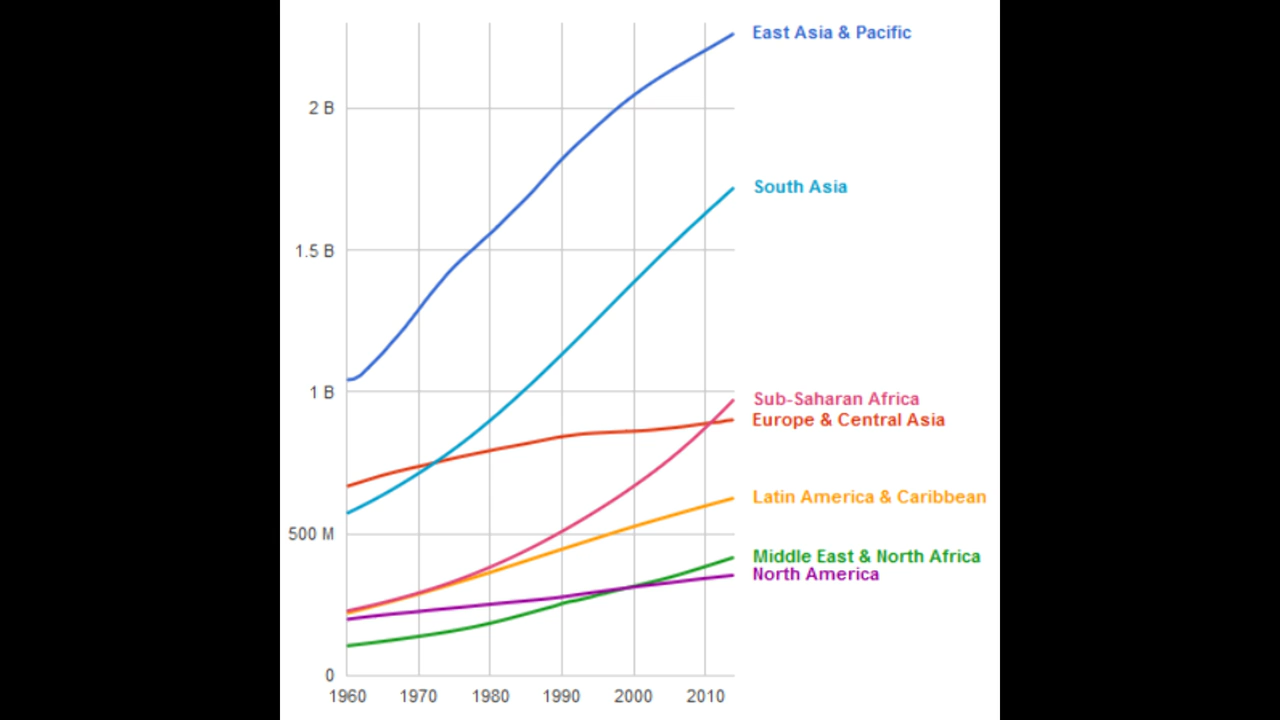 East Asia & Pacific
2 B
South Asia
1.5 B
1 B
Sub-Saharan Africa
Europe & Central Asia
Latin America & Caribbean
500 M
Middle East & North Africa
North America
0
1960 1970 1980 1990 2000 2010